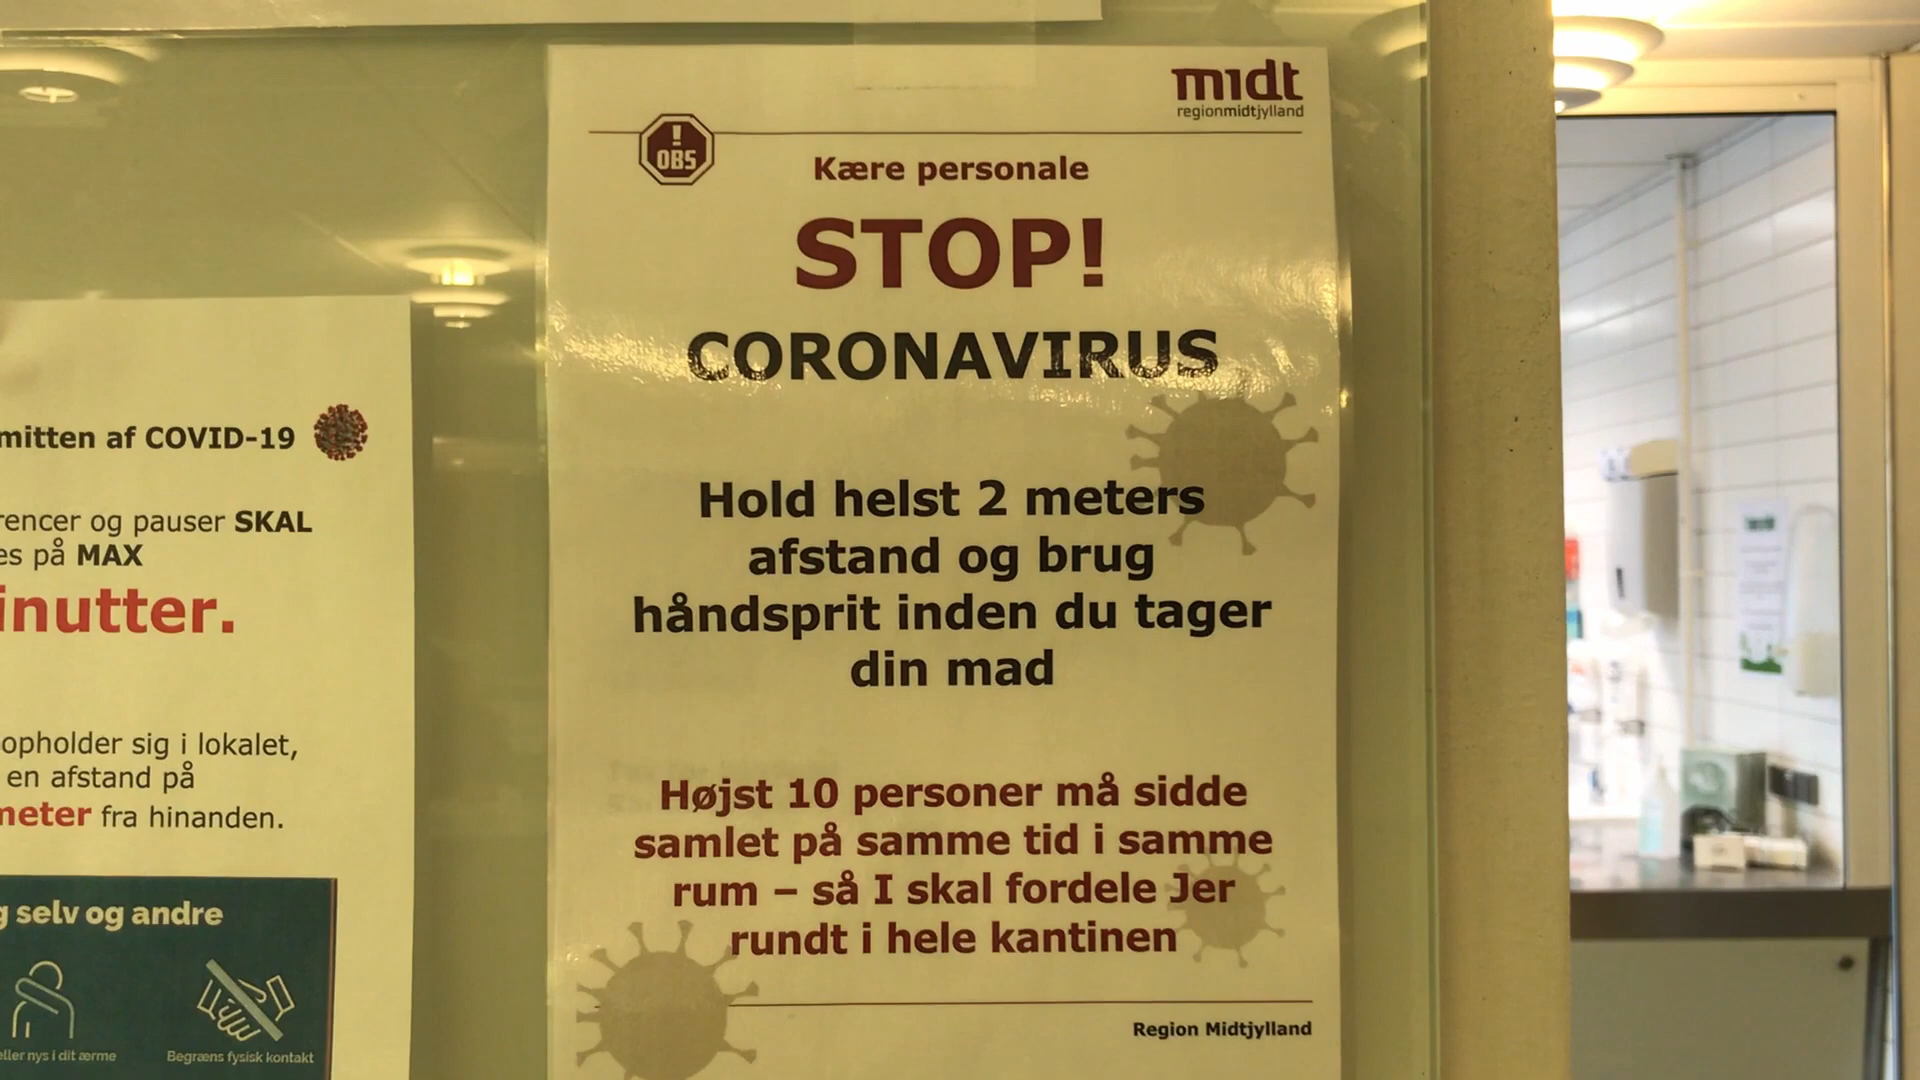 mitten af COVID-19
rencer og pauser SKAL
es på MAX
inutter.
opholder sig i lokalet,
en afstand på
meter fra hinanden.
g selv og andre
eller nys i dit ærme
Begræns fysisk kontakt
midt
regionmidtjylland
!
OBS
Kære personale
STOP!
CORONAVIRUS
Hold helst 2 meters
afstand og brug
håndsprit inden du tager
din mad
Højst 10 personer må sidde
samlet på samme tid i samme
rum – så I skal fordele Jer
rundt i hele kantinen
Region Midtjylland